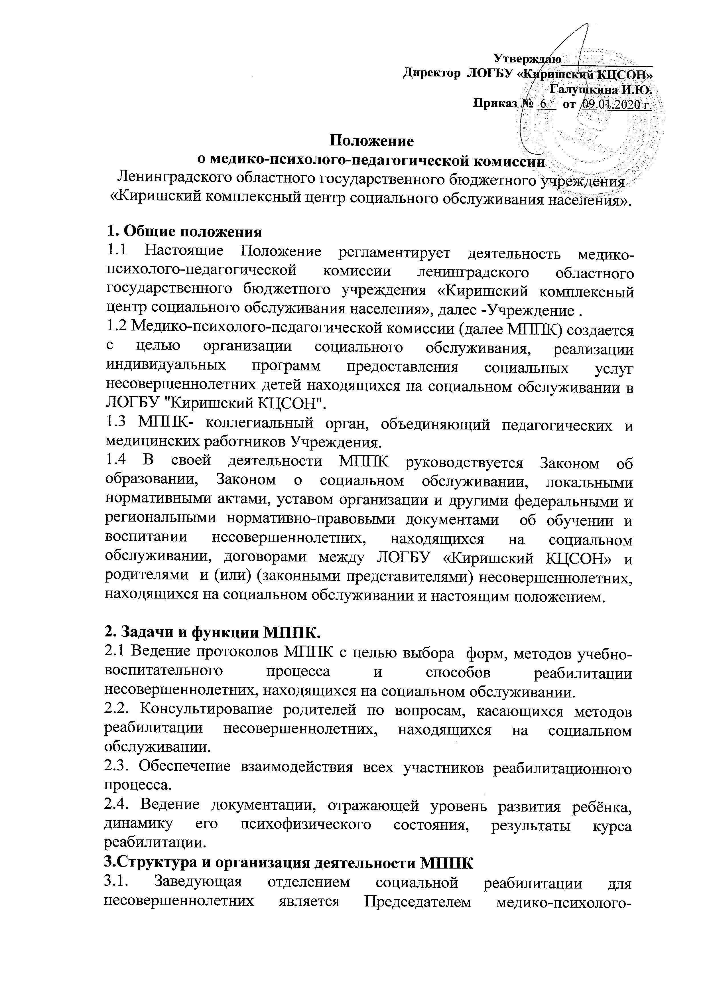 Утверждаю
Директор ЛОГБУ «Киришский КЦСОН»
Галушкина И.Ю.
Приказ № 6 от 09.01.2020 г.
Положение
о медико-психолого-педагогической комиссии
Ленинградского областного государственного бюджетного учреждения
«Киришский комплексный центр социального обслуживания населения».
1. Общие положения
1.1 Настоящие Положение регламентирует деятельность медико-
психолого-педагогической комиссии ленинградского областного
государственного бюджетного учреждения «Киришский комплексный
центр социального обслуживания населения», далее -Учреждение .
1.2 Медико-психолого-педагогической комиссии (далее МППК) создается
с целью организации социального обслуживания, реализации
индивидуальных программ предоставления социальных услуг
несовершеннолетних детей находящихся на социальном обслуживании в
ЛОГБУ "Киришский КЦСОН".
1.3 МППК- коллегиальный орган, объединяющий педагогических и
медицинских работников Учреждения.
1.4 В своей деятельности МППК руководствуется Законом об
образовании, Законом о социальном обслуживании, локальными
нормативными актами, уставом организации и другими федеральными и
региональными нормативно-правовыми документами об обучении и
воспитании несовершеннолетних, находящихся на социальном
обслуживании, договорами между ЛОГБУ «Киришский КЦСОН» и
родителями и (или) (законными представителями) несовершеннолетних,
находящихся на социальном обслуживании и настоящим положением.
2. Задачи и функции МППК.
2.1 Ведение протоколов МППК с целью выбора форм, методов учебно-
воспитательного процесса и способов реабилитации
несовершеннолетних, находящихся на социальном обслуживании.
2.2. Консультирование родителей по вопросам, касающихся методов
реабилитации несовершеннолетних, находящихся на социальном
обслуживании.
2.3. Обеспечение взаимодействия всех участников реабилитационного
процесса.
2.4. Ведение документации, отражающей уровень развития ребёнка,
динамику его психофизического состояния, результаты курса
реабилитации.
3.Структура и организация деятельности МППК
3.1. Заведующая отделением социальной реабилитации для
несовершеннолетних является Председателем медико-психолого-